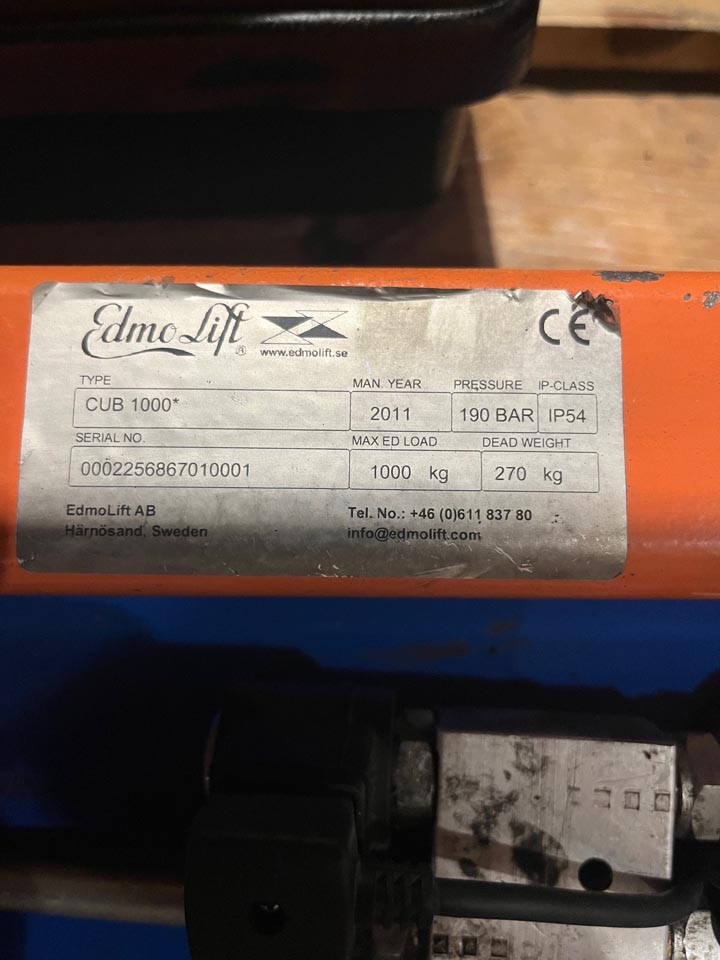 Edmo Lift ®
www.edmolift.se
CE
TYPE MAN. YEAR PRESSURE IP-CLASS
CUB 1000* 2011 190 BAR IP54
SERIAL NO. MAX ED LOAD DEAD WEIGHT
0002256867010001 1000 kg 270 kg
EdmoLift AB Tel. No.: +46 (0)611 837 80
Härnösand, Sweden info@edmolift.com